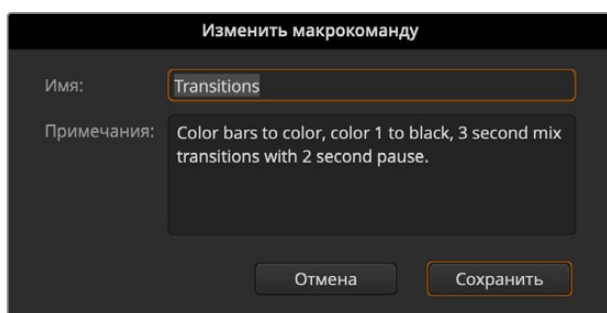 Изменить макрокоманду
Имя: Transitions
Примечания: Color bars to color, color 1 to black, 3 second mix
transitions with 2 second pause.
Отмена Сохранить